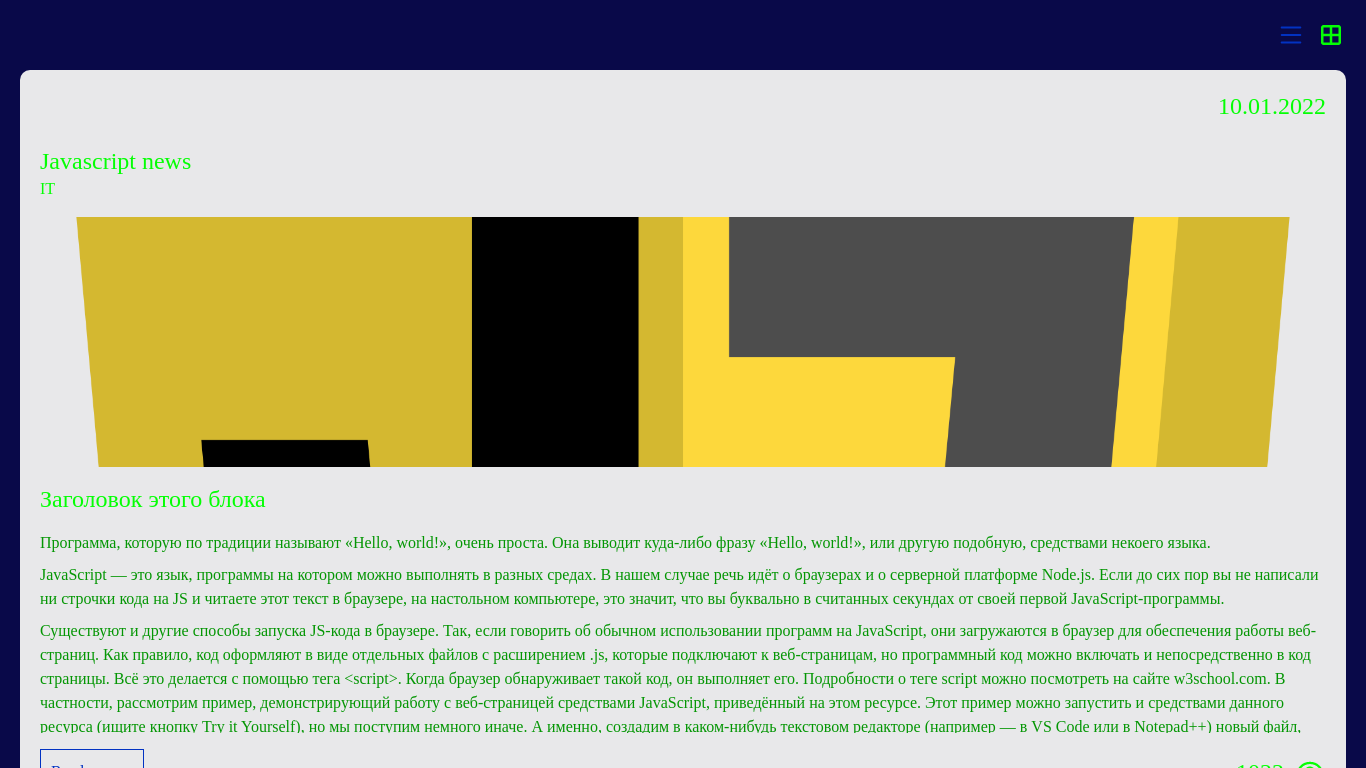 10.01.2022
Javascript news
IT
Заголовок этого блока
Программа, которую по традиции называют «Hello, world!», очень проста. Она выводит куда-либо фразу «Hello, world!», или другую подобную, средствами некоего языка.
JavaScript — это язык, программы на котором можно выполнять в разных средах. В нашем случае речь идёт о браузерах и о серверной платформе Node.js. Если до сих пор вы не написали
ни строчки кода на JS и читаете этот текст в браузере, на настольном компьютере, это значит, что вы буквально в считанных секундах от своей первой JavaScript-программы.
Существуют и другие способы запуска JS-кода в браузере. Так, если говорить об обычном использовании программ на JavaScript, они загружаются в браузер для обеспечения работы веб-
страниц. Как правило, код оформляют в виде отдельных файлов с расширением .js, которые подключают к веб-страницам, но программный код можно включать и непосредственно в код
страницы. Всё это делается с помощью тега <script>. Когда браузер обнаруживает такой код, он выполняет его. Подробности о теге script можно посмотреть на сайте w3school.com. В
частности, рассмотрим пример, демонстрирующий работу с веб-страницей средствами JavaScript, приведённый на этом ресурсе. Этот пример можно запустить и средствами данного
ресурса (ищите кнопку Try it Yourself), но мы поступим немного иначе. А именно, создадим в каком-нибудь текстовом редакторе (например — в VS Code или в Notepad++) новый файл,